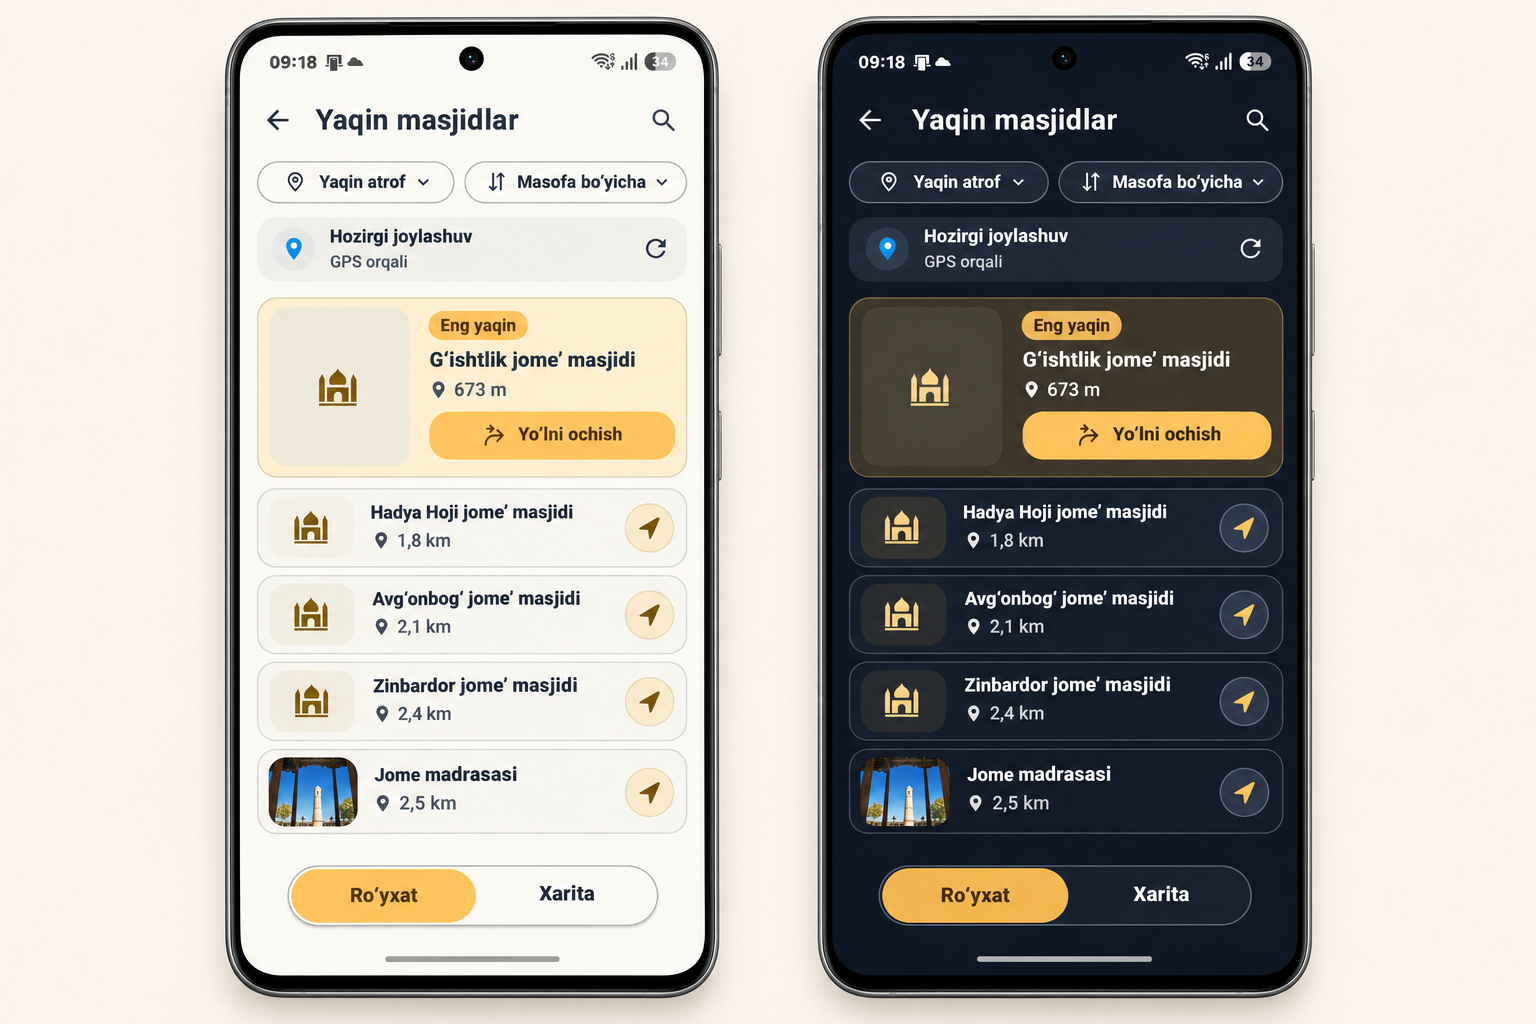 09:18
34
Yaqin masjidlar
Yaqin atrof
Masofa bo‘yicha
Hozirgi joylashuv
GPS orqali
Eng yaqin
G‘ishtlik jome’ masjidi
673 m
Yo‘lni ochish
Hadya Hoji jome’ masjidi
1,8 km
Avg‘onbog‘ jome’ masjidi
2,1 km
Zinbardor jome’ masjidi
2,4 km
Jome madrasasi
2,5 km
Ro‘yxat
Xarita
09:18
34
Yaqin masjidlar
Yaqin atrof
Masofa bo‘yicha
Hozirgi joylashuv
GPS orqali
Eng yaqin
G‘ishtlik jome’ masjidi
673 m
Yo‘lni ochish
Hadya Hoji jome’ masjidi
1,8 km
Avg‘onbog‘ jome’ masjidi
2,1 km
Zinbardor jome’ masjidi
2,4 km
Jome madrasasi
2,5 km
Ro‘yxat
Xarita